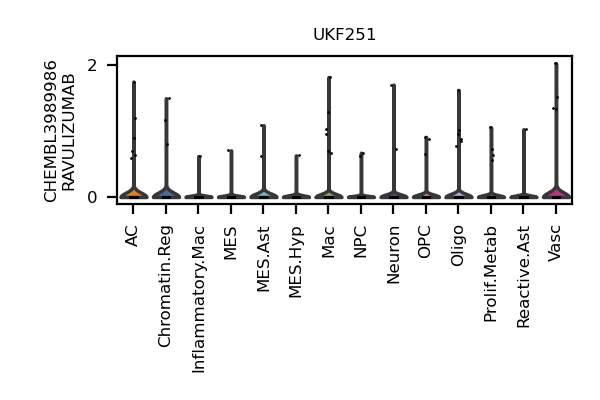 UKF251
CHEMBL3989986
RAVULIZUMAB
2
0
AC
Chromatin.Reg
Inflammatory.Mac
MES
MES.Ast
MES.Hyp
Mac
NPC
Neuron
OPC
Oligo
Prolif.Metab
Reactive.Ast
Vasc